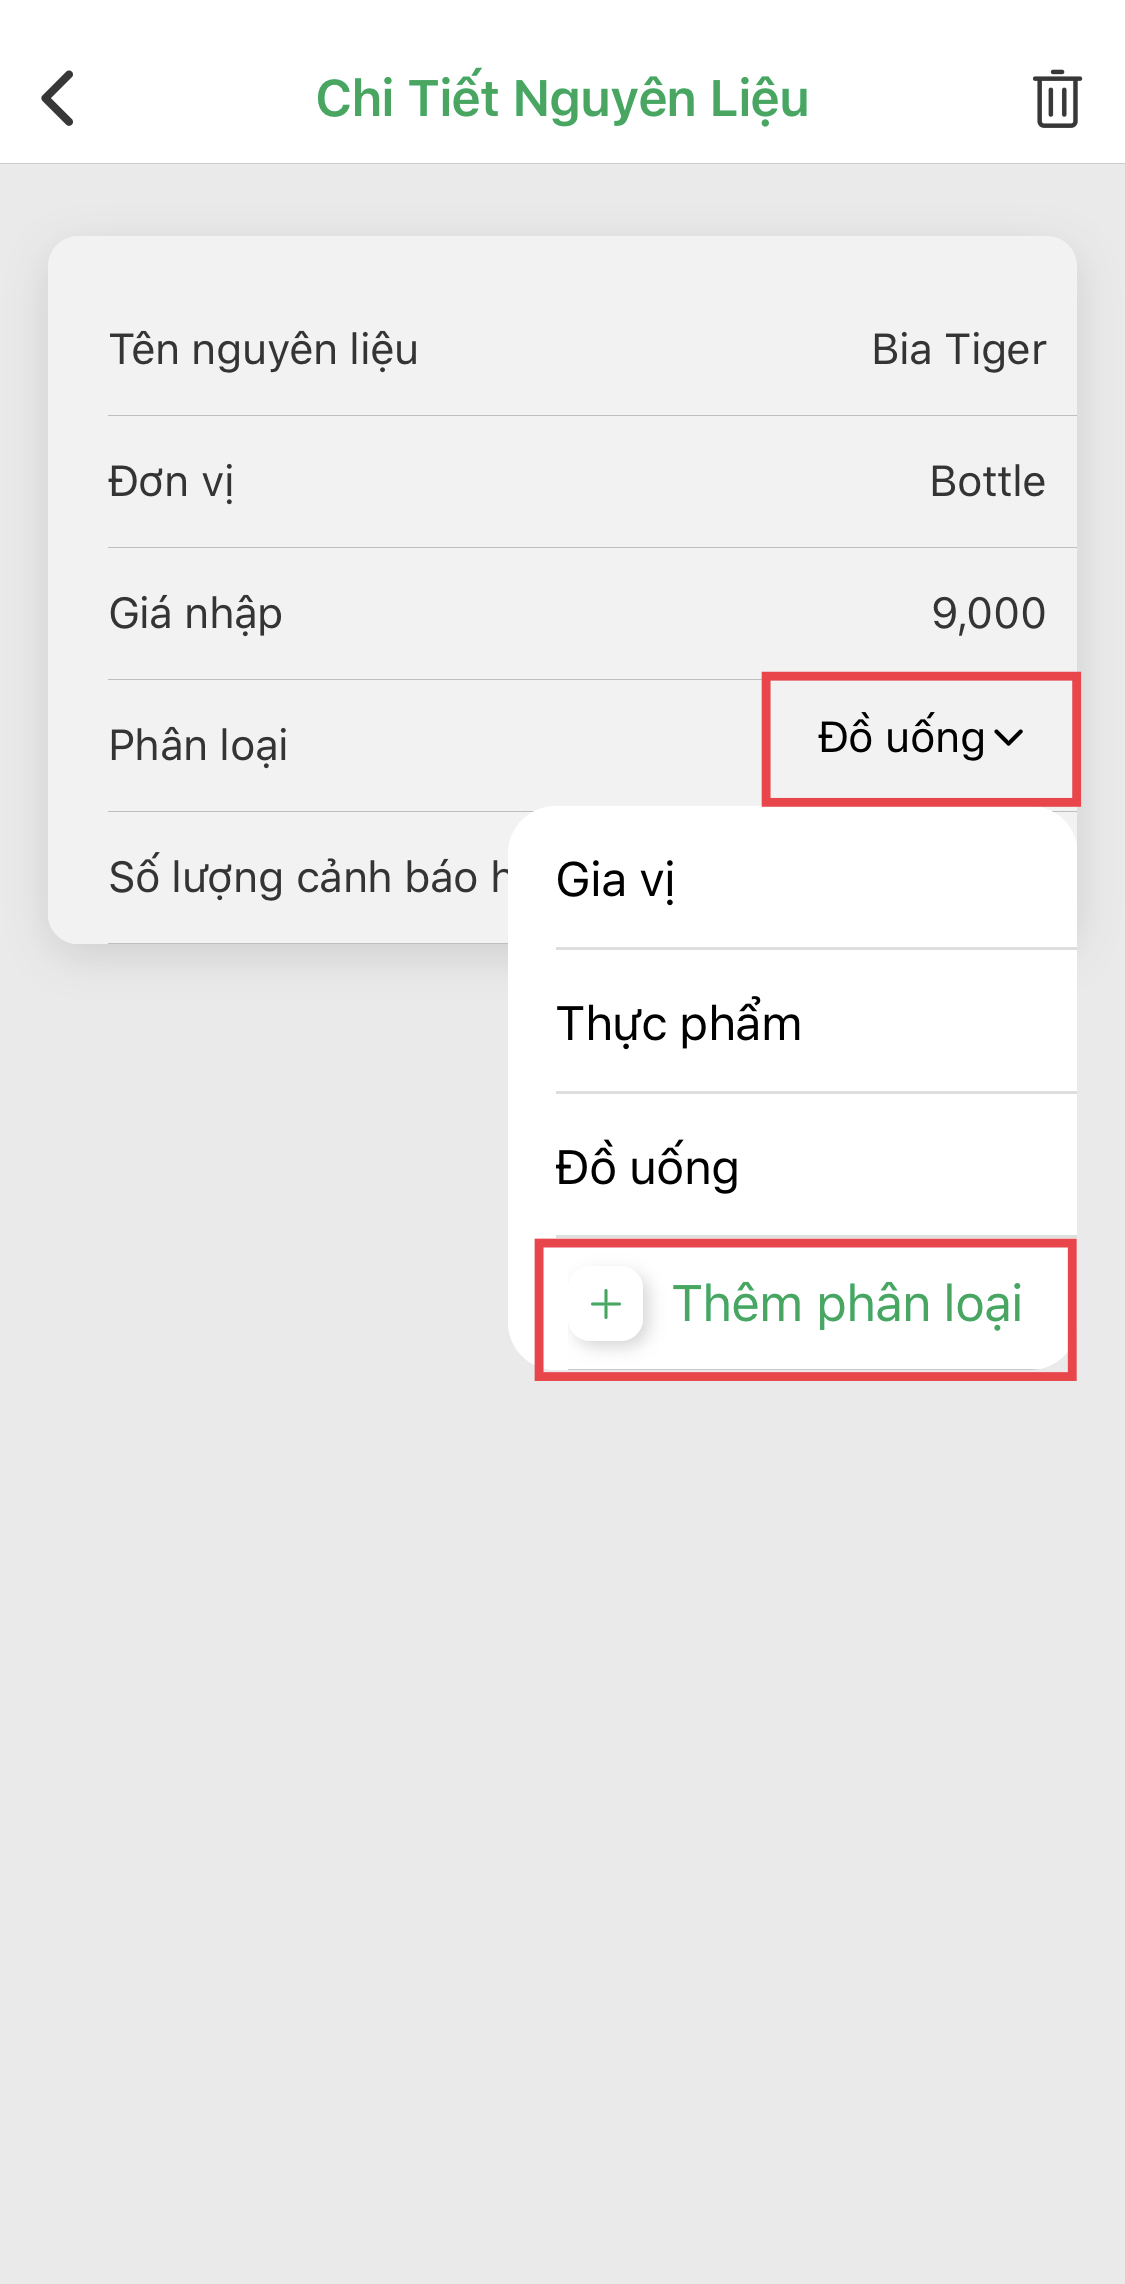 Chi Tiết Nguyên Liệu
Tên nguyên liệu Bia Tiger
Đơn vị Bottle
Giá nhập 9,000
Phân loại Đồ uống
Số lượng cảnh báo
Gia vị
Thực phẩm
Đồ uống
+ Thêm phân loại